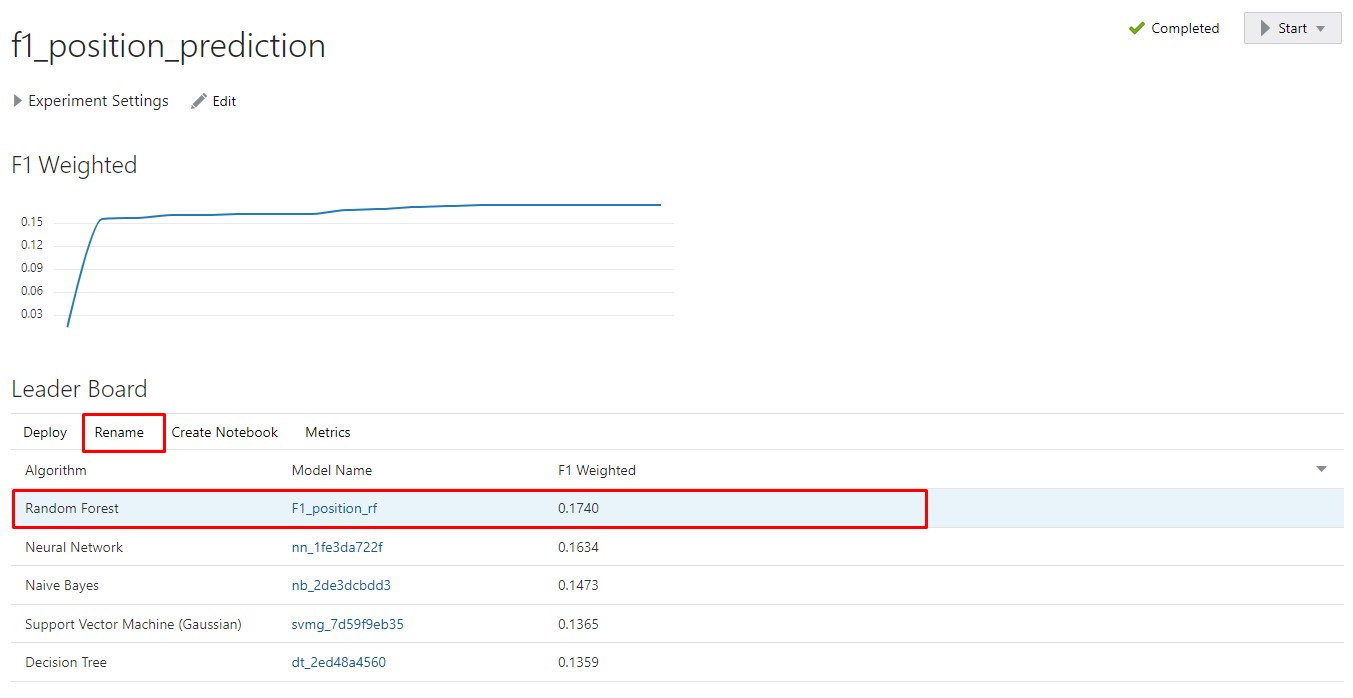 f1_position_prediction
Completed
Start
Experiment Settings Edit
F1 Weighted
0.15
0.12
0.09
0.06
0.03
Leader Board
Deploy Rename Create Notebook Metrics
Algorithm Model Name F1 Weighted
Random Forest F1_position_rf 0.1740
Neural Network nn_1fe3da722f 0.1634
Naive Bayes nb_2de3dcbdd3 0.1473
Support Vector Machine (Gaussian) svmg_7d59f9eb35 0.1365
Decision Tree dt_2ed48a4560 0.1359